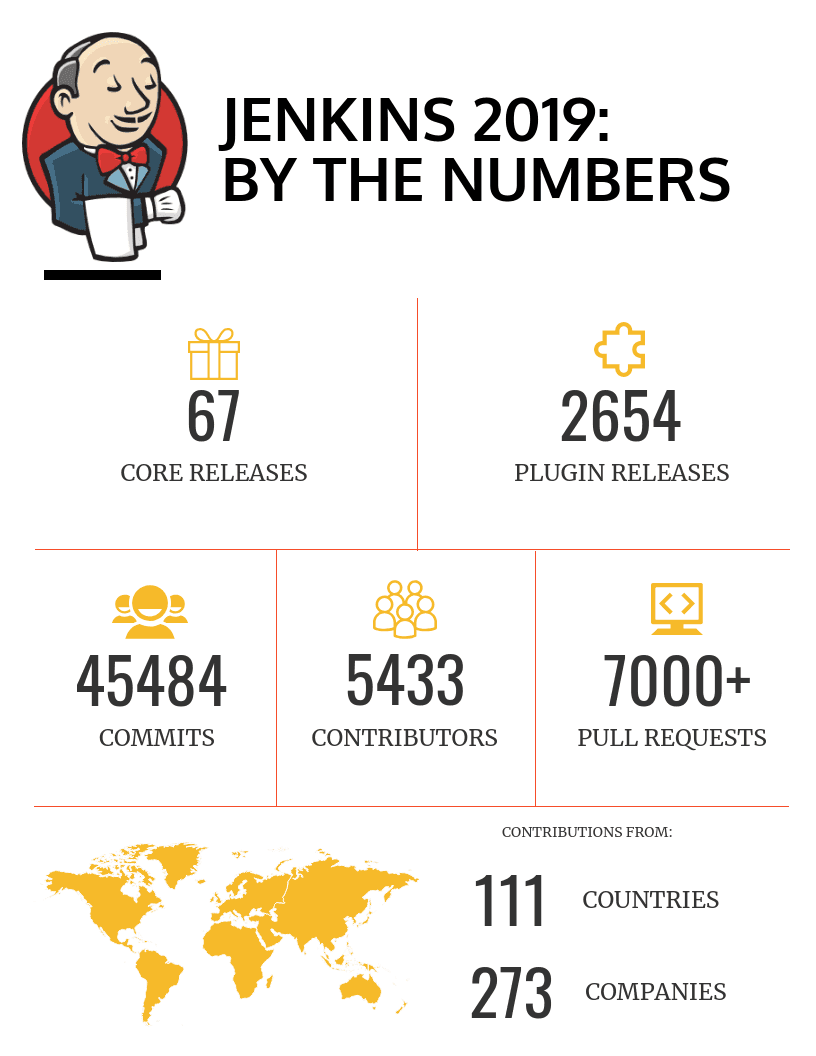 JENKINS 2019:
BY THE NUMBERS
67
CORE RELEASES
2654
PLUGIN RELEASES
45484
COMMITS
5433
CONTRIBUTORS
7000+
PULL REQUESTS
CONTRIBUTIONS FROM:
111 COUNTRIES
273 COMPANIES